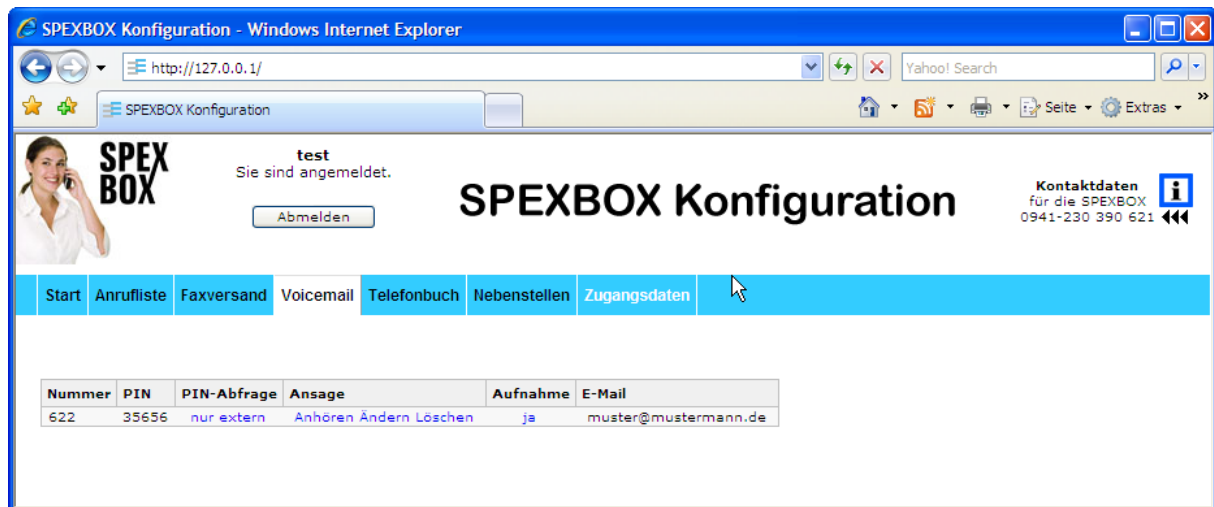 SPEXBOX Konfiguration - Windows Internet Explorer
http://127.0.0.1/
Yahoo! Search
SPEXBOX Konfiguration
Seite
Extras
»
SPEX
BOX
test
Sie sind angemeldet.
Abmelden
SPEXBOX Konfiguration
Kontaktdaten
für die SPEXBOX
0941-230 390 621
i
Start Anrufliste Faxversand Voicemail Telefonbuch Nebenstellen Zugangsdaten
Nummer PIN PIN-Abfrage Ansage Aufnahme E-Mail
622 35656 nur extern Anhören Ändern Löschen ja muster@mustermann.de